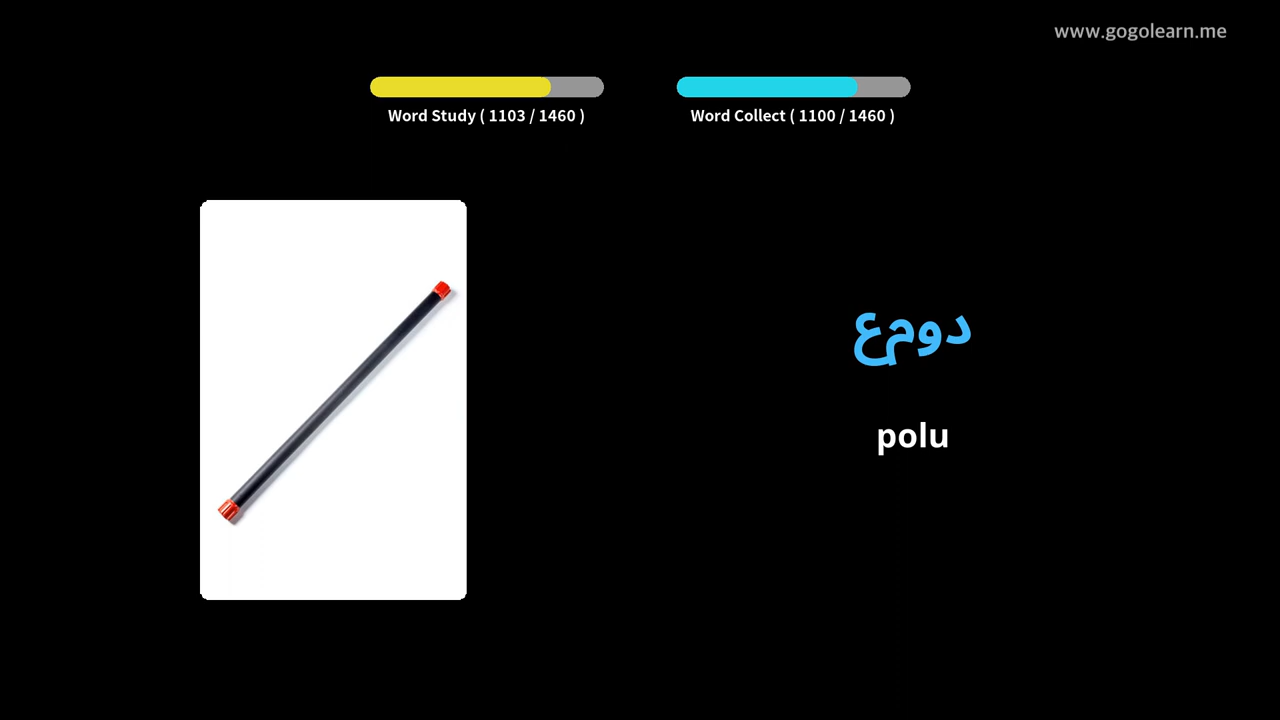 www.gogolearn.me
Word Study ( 1103 / 1460 )
Word Collect ( 1100 / 1460 )
دومع
polu